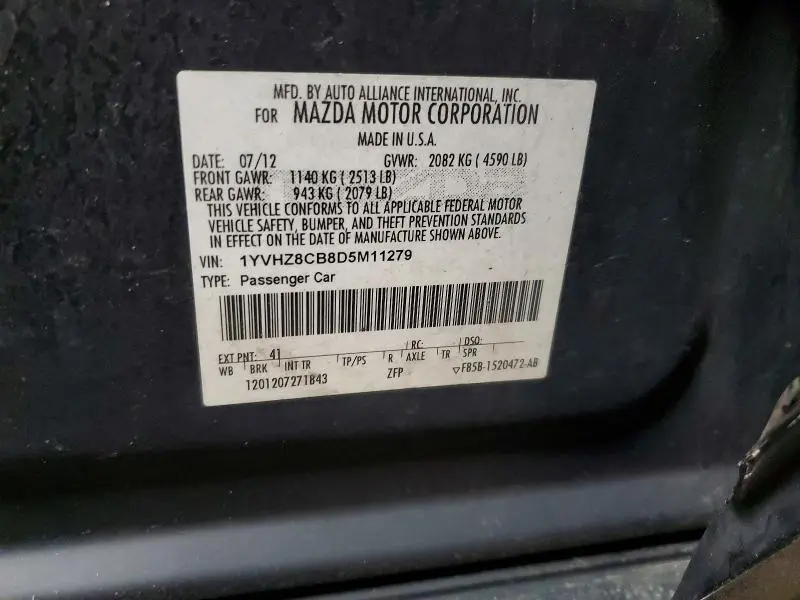 MFD. BY AUTO ALLIANCE INTERNATIONAL, INC.
FOR MAZDA MOTOR CORPORATION
MADE IN U.S.A.
DATE: 07/12 GVWR: 2082 KG ( 4590 LB)
FRONT GAWR: 1140 KG ( 2513 LB)
REAR GAWR: 943 KG ( 2079 LB)
THIS VEHICLE CONFORMS TO ALL APPLICABLE FEDERAL MOTOR
VEHICLE SAFETY, BUMPER, AND THEFT PREVENTION STANDARDS
IN EFFECT ON THE DATE OF MANUFACTURE SHOWN ABOVE.
VIN: 1YVHZ8CB8D5M11279
TYPE: Passenger Car
EXT PNT: 41 RC: DSO:
WB BRK INT TR TP/PS R AXLE TR SPR
1201207271843 ZFP ▽FB5B-1520472-AB